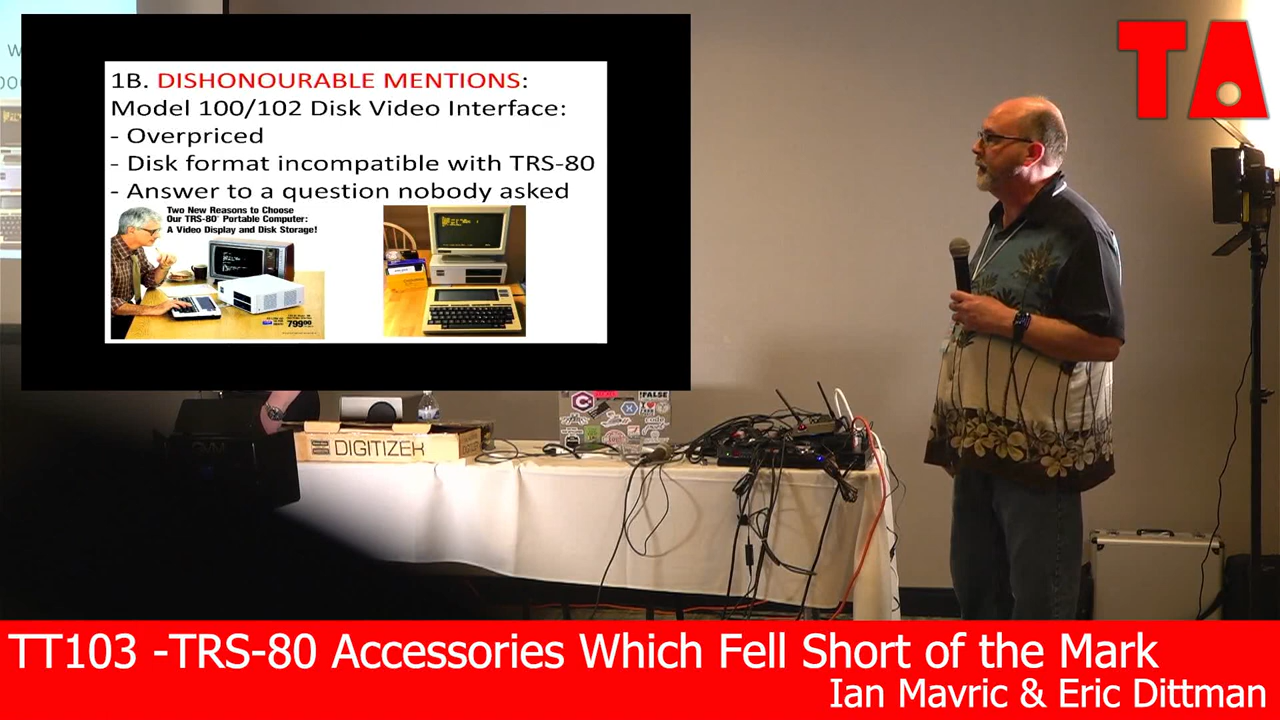 TA
1B. DISHONOURABLE MENTIONS:
Model 100/102 Disk Video Interface:
- Overpriced
- Disk format incompatible with TRS-80
- Answer to a question nobody asked
Two New Reasons to Choose
Our TRS-80 Portable Computer:
A Video Display and Disk Storage!
799
DIGITIZER
!FALSE
TT103 -TRS-80 Accessories Which Fell Short of the Mark
Ian Mavric & Eric Dittman